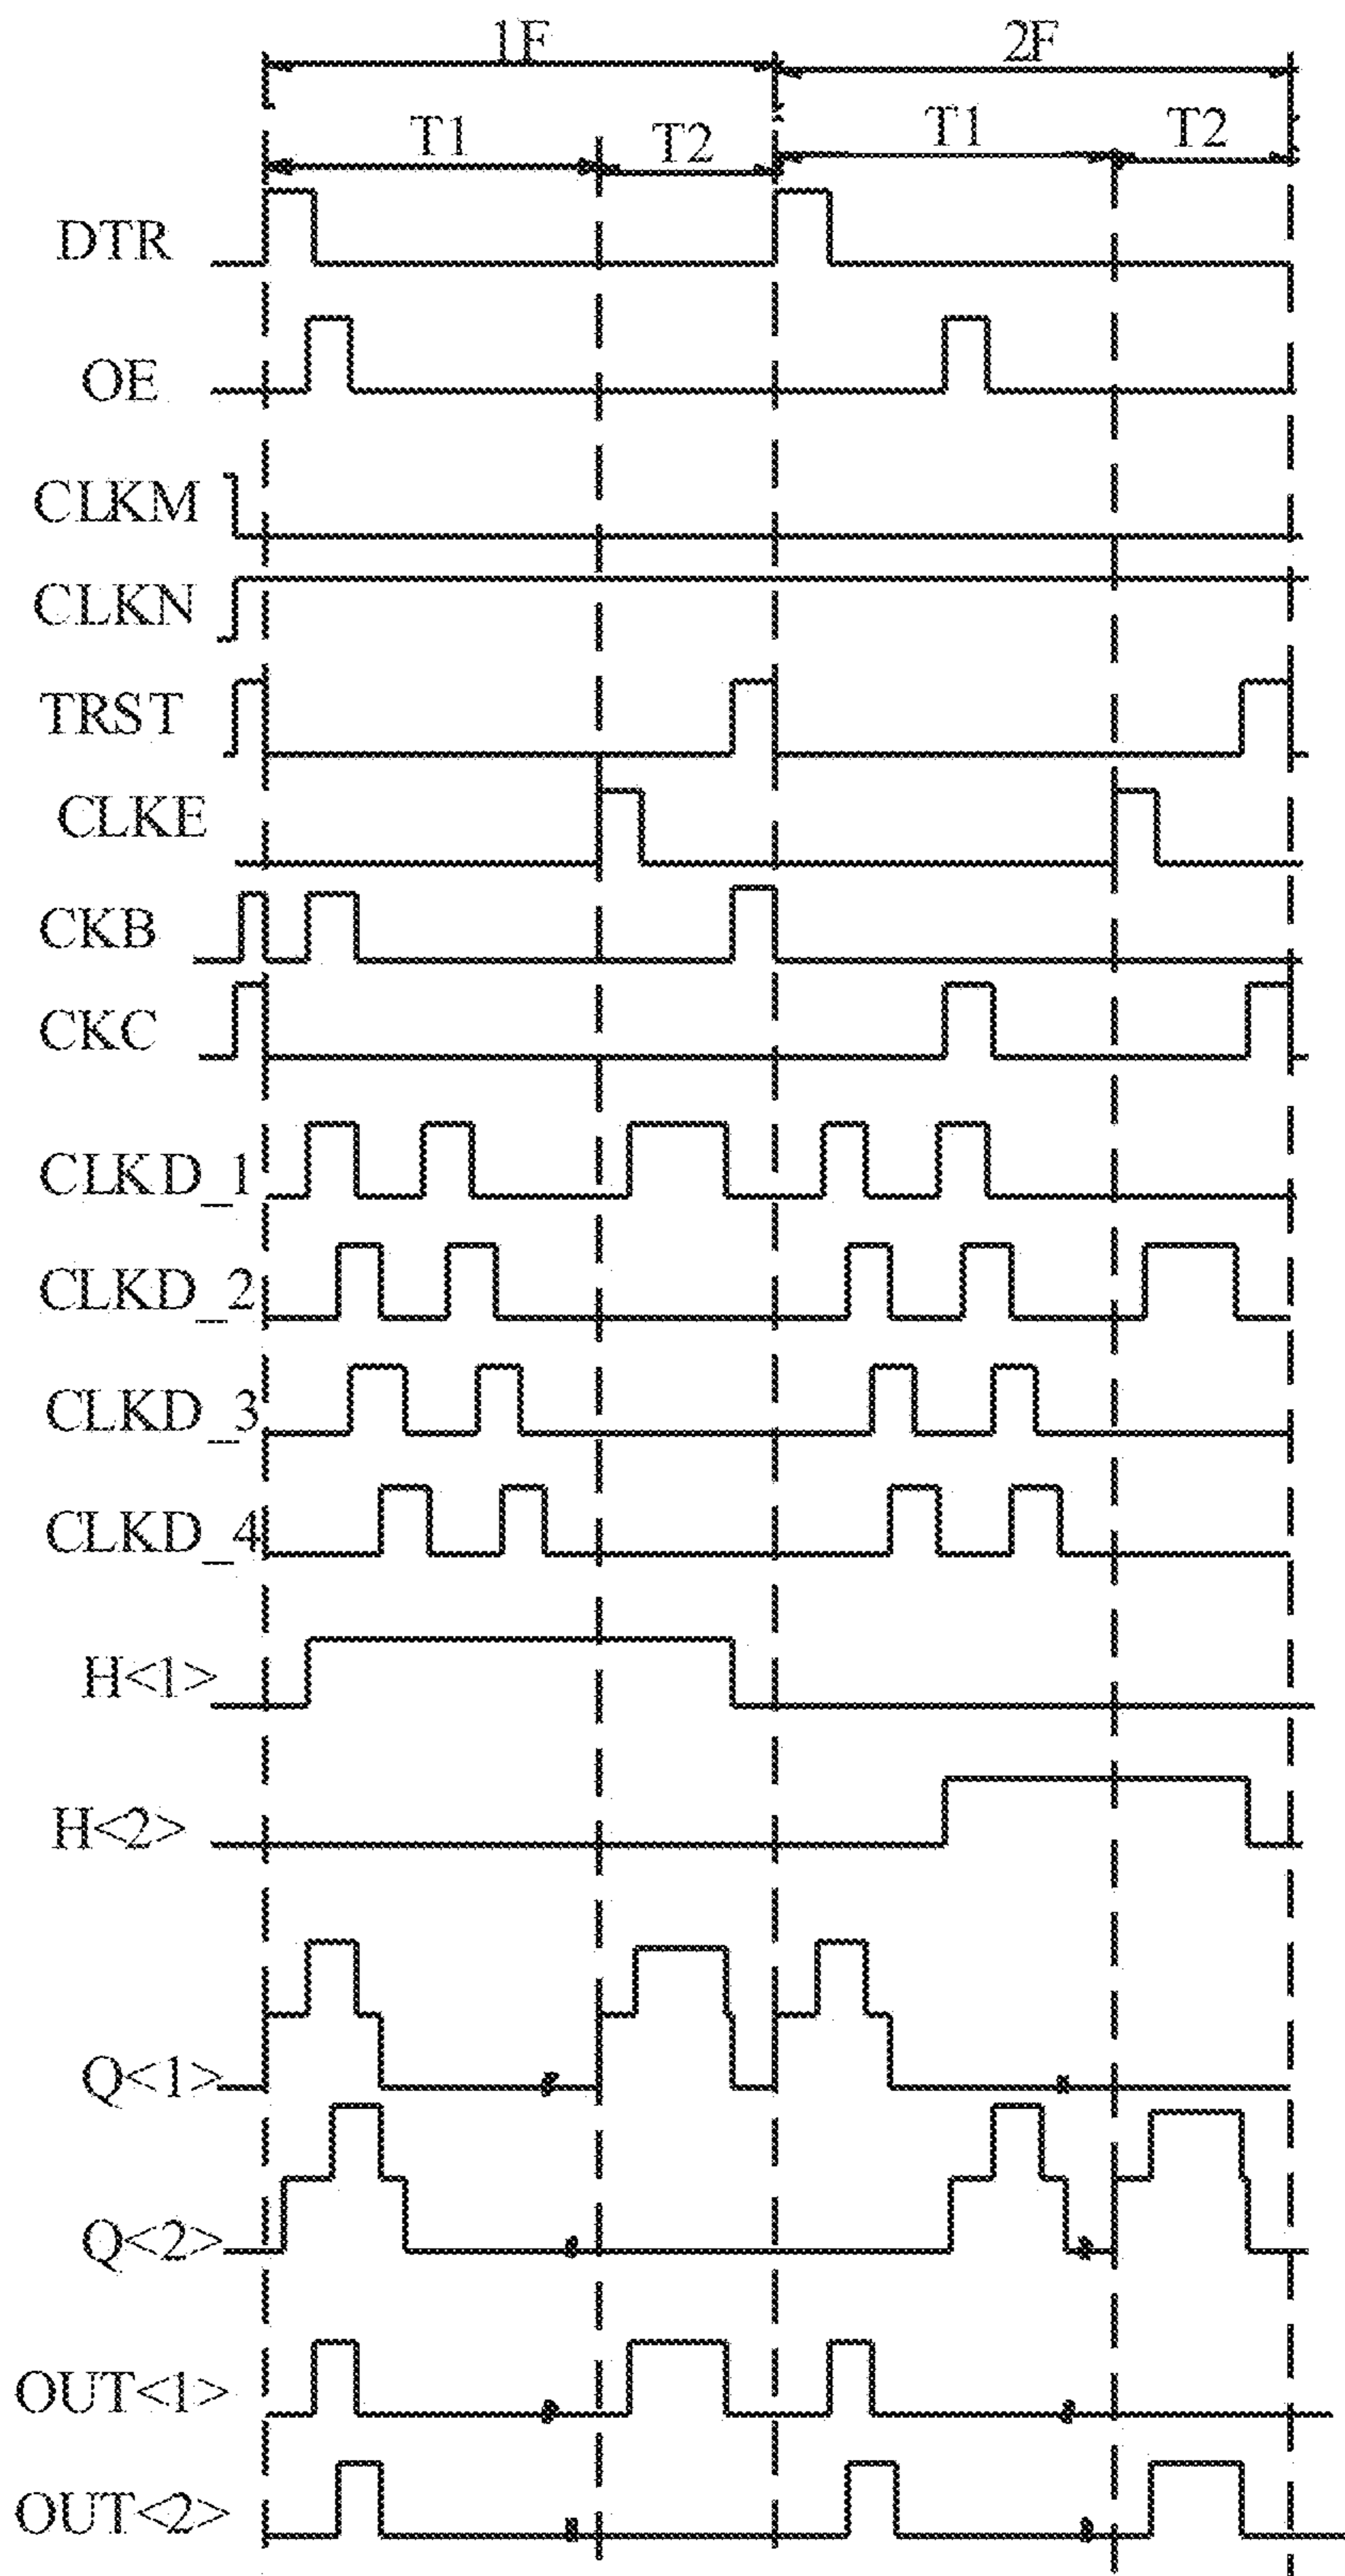 1F 2F
T1 T2 T1 T2
DTR
OE
CLKM
CLKN
TRST
CLKE
CKB
CKC
CLKD_1
CLKD_2
CLKD_3
CLKD_4
H<1>
H<2>
Q<1>
Q<2>
OUT<1>
OUT<2>